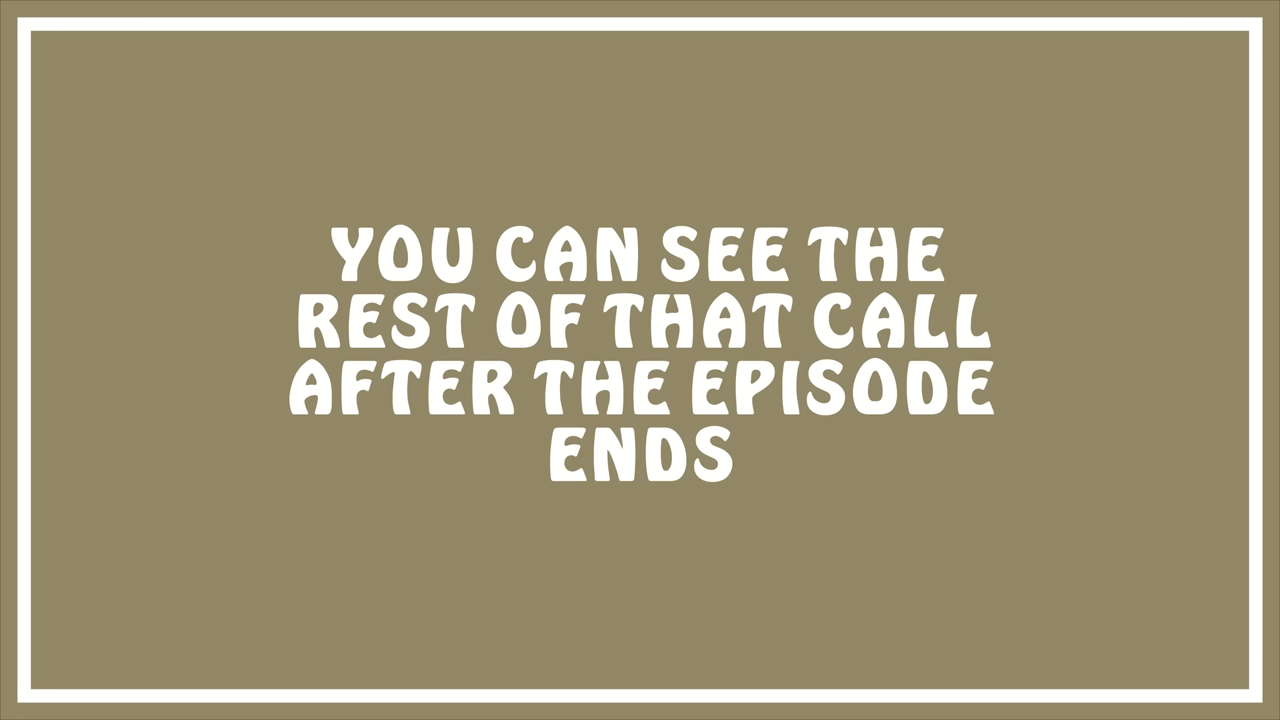 YOU CAN SEE THE
REST OF THAT CALL
AFTER THE EPISODE
ENDS